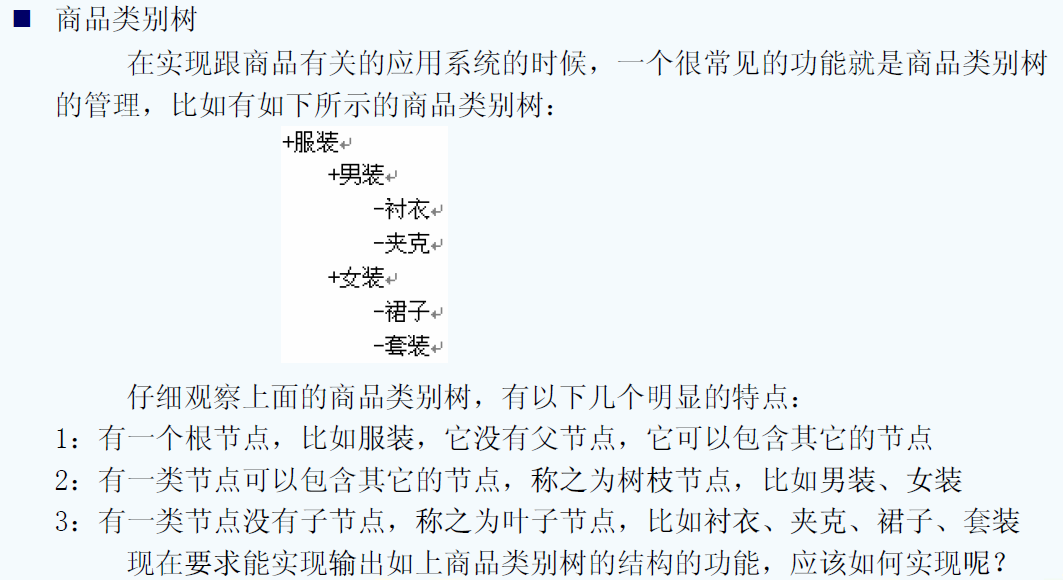 ■ 商品类别树
在实现跟商品有关的应用系统的时候，一个很常见的功能就是商品类别树
的管理，比如有如下所示的商品类别树：
+服装↵
+男装↵
-衬衣↵
-夹克↵
+女装↵
-裙子↵
-套装↵
仔细观察上面的商品类别树，有以下几个明显的特点：
1：有一个根节点，比如服装，它没有父节点，它可以包含其它的节点
2：有一类节点可以包含其它的节点，称之为树枝节点，比如男装、女装
3：有一类节点没有子节点，称之为叶子节点，比如衬衣、夹克、裙子、套装
现在要求能实现输出如上商品类别树的结构的功能，应该如何实现呢？